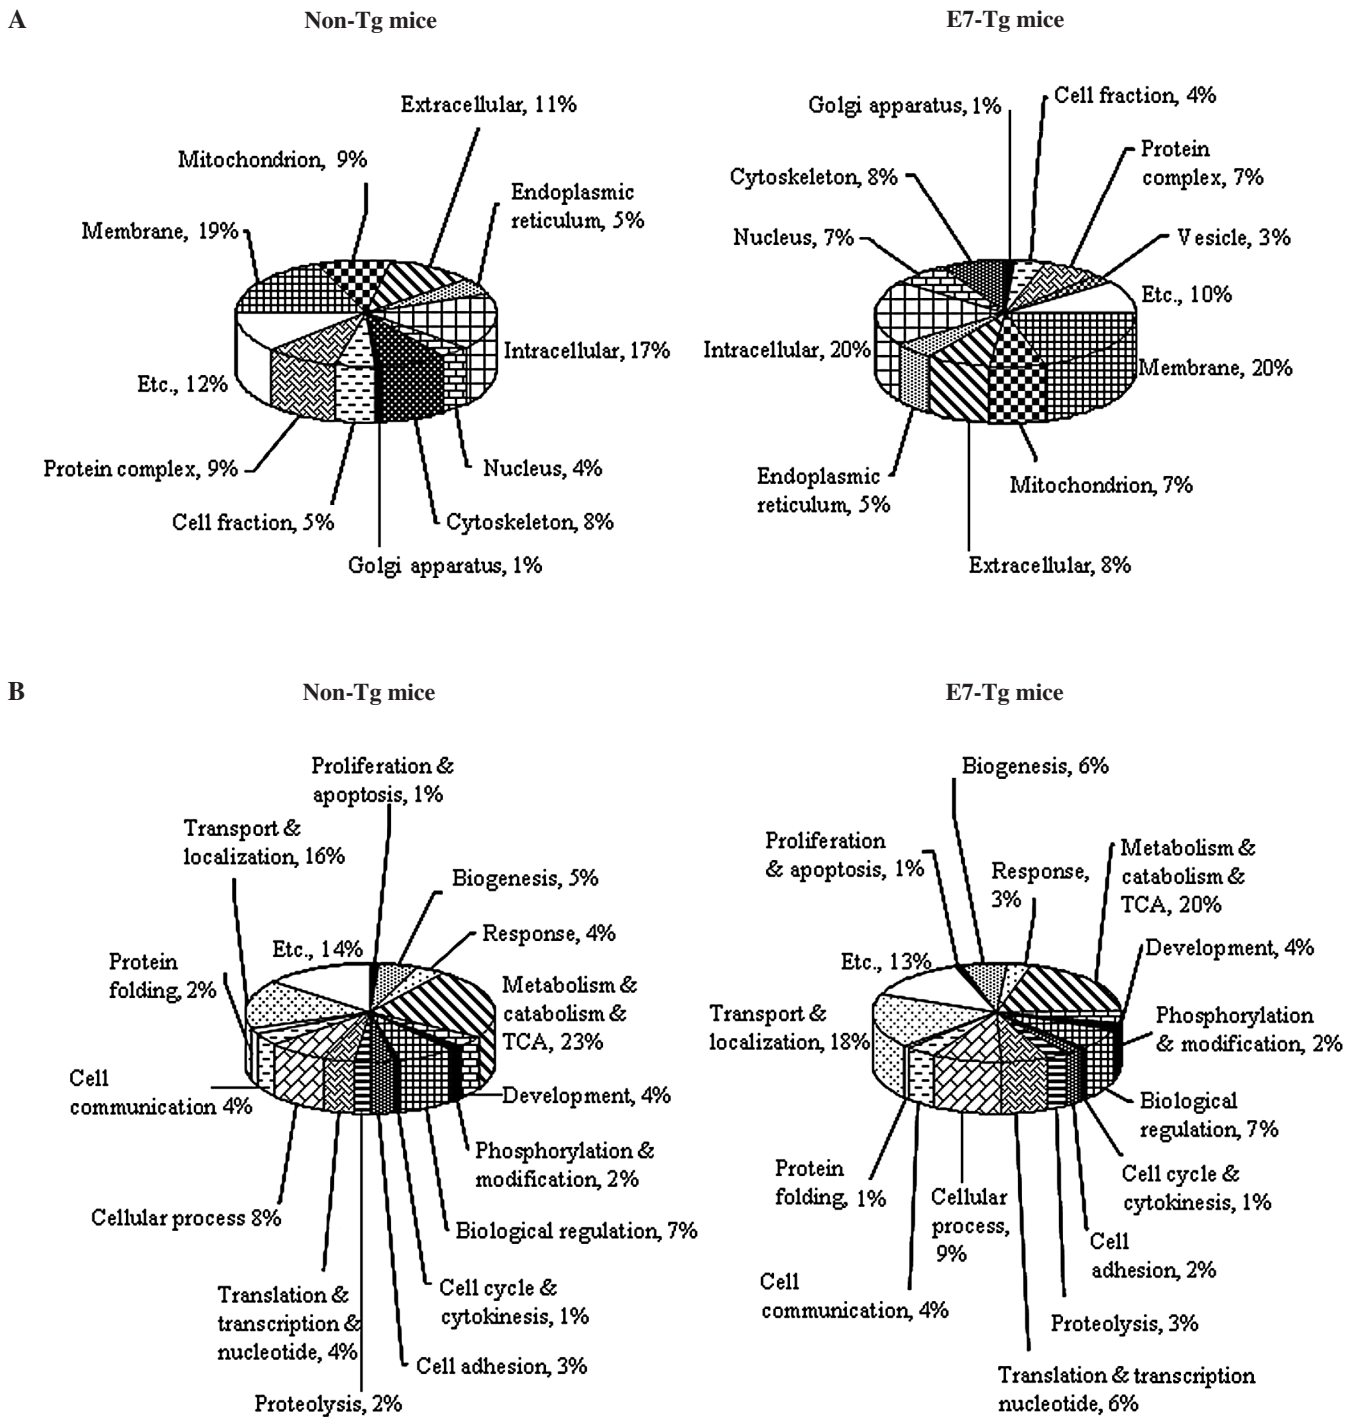 A
Non-Tg mice
Extracellular, 11%
Mitochondrion, 9%
Endoplasmic
reticulum, 5%
Membrane, 19%
Intracellular, 17%
Etc., 12%
Protein complex, 9%
Nucleus, 4%
Cell fraction, 5%
Cytoskeleton, 8%
Golgi apparatus, 1%
E7-Tg mice
Golgi apparatus, 1%
Cell fraction, 4%
Protein
complex, 7%
Cytoskeleton, 8%
Nucleus, 7%
Vesicle, 3%
Etc., 10%
Intracellular, 20%
Membrane, 20%
Endoplasmic
reticulum, 5%
Mitochondrion, 7%
Extracellular, 8%
B
Non-Tg mice
Proliferation &
apoptosis, 1%
Transport &
localization, 16%
Biogenesis, 5%
Response, 4%
Etc., 14%
Protein
folding, 2%
Metabolism &
catabolism &
TCA, 23%
Cell
communication 4%
Development, 4%
Phosphorylation &
modification, 2%
Cellular process 8%
Biological regulation, 7%
Translation &
transcription &
nucleotide, 4%
Cell cycle &
cytokinesis, 1%
Cell adhesion, 3%
Proteolysis, 2%
E7-Tg mice
Biogenesis, 6%
Proliferation
& apoptosis, 1%
Response,
3%
Metabolism &
catabolism &
TCA, 20%
Development, 4%
Etc., 13%
Transport &
localization, 18%
Phosphorylation
& modification, 2%
Biological
regulation, 7%
Protein
folding, 1%
Cellular
process,
9%
Cell cycle &
cytokinesis, 1%
Cell
adhesion, 2%
Cell
communication, 4%
Proteolysis, 3%
Translation & transcription
nucleotide, 6%